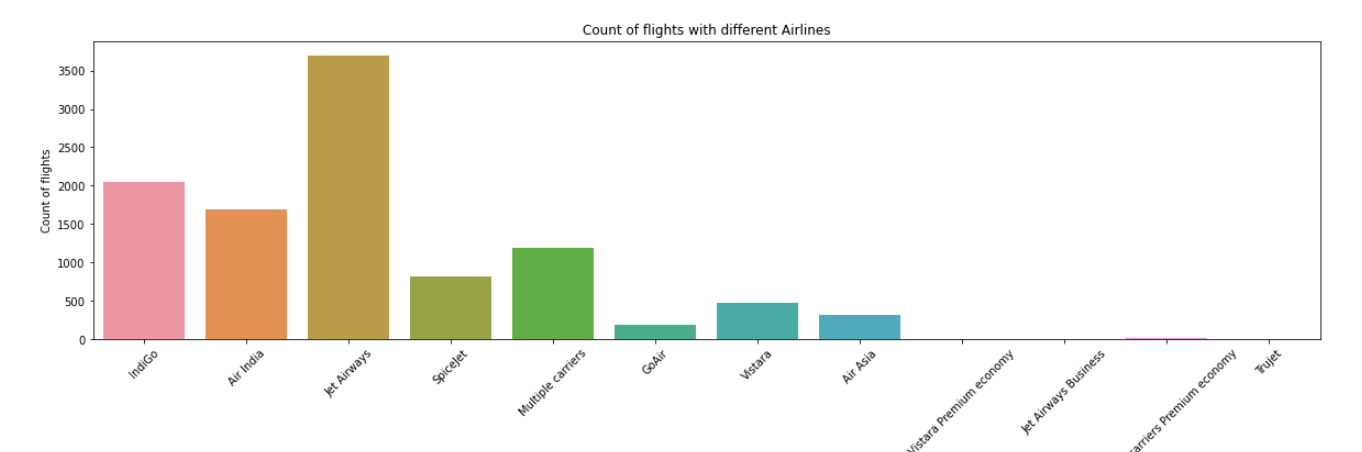 Count of flights with different Airlines
Count of flights
3500
3000
2500
2000
1500
1000
500
0
IndiGo
Air India
Jet Airways
SpiceJet
Multiple carriers
GoAir
Vistara
Air Asia
Vistara Premium economy
Jet Airways Business
carriers Premium economy
Trujet